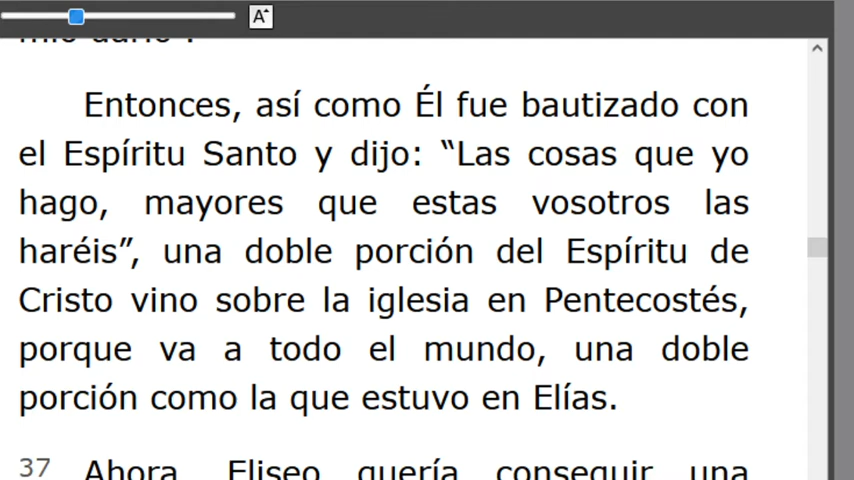 A
Entonces, así como Él fue bautizado con
el Espíritu Santo y dijo: “Las cosas que yo
hago, mayores que estas vosotros las
haréis”, una doble porción del Espíritu de
Cristo vino sobre la iglesia en Pentecostés,
porque va a todo el mundo, una doble
porción como la que estuvo en Elías.
37 Ahora, Eliseo quería conseguir una